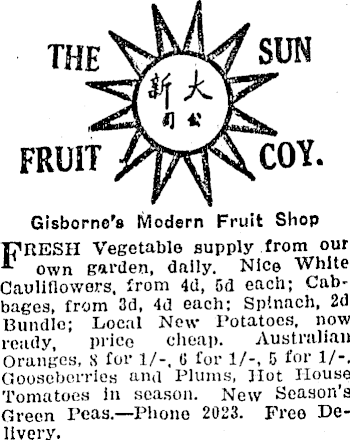 THE SUN
新大
公司
FRUIT COY.
Gisborne's Modern Fruit Shop
FRESH Vegetable supply from our
own garden, daily. Nice White
Cauliflowers, from 4d, 5d each; Cab-
bages, from 3d, 4d each; Spinach, 2d
Bundle; Local New Potatoes, now
ready, price cheap. Australian
Oranges, 8 for 1/-, 6 for 1/-, 5 for 1/-.
Gooseberries and Plums, Hot House
Tomatoes in season. New Season's
Green Peas.—Phone 2023. Free De-
livery.